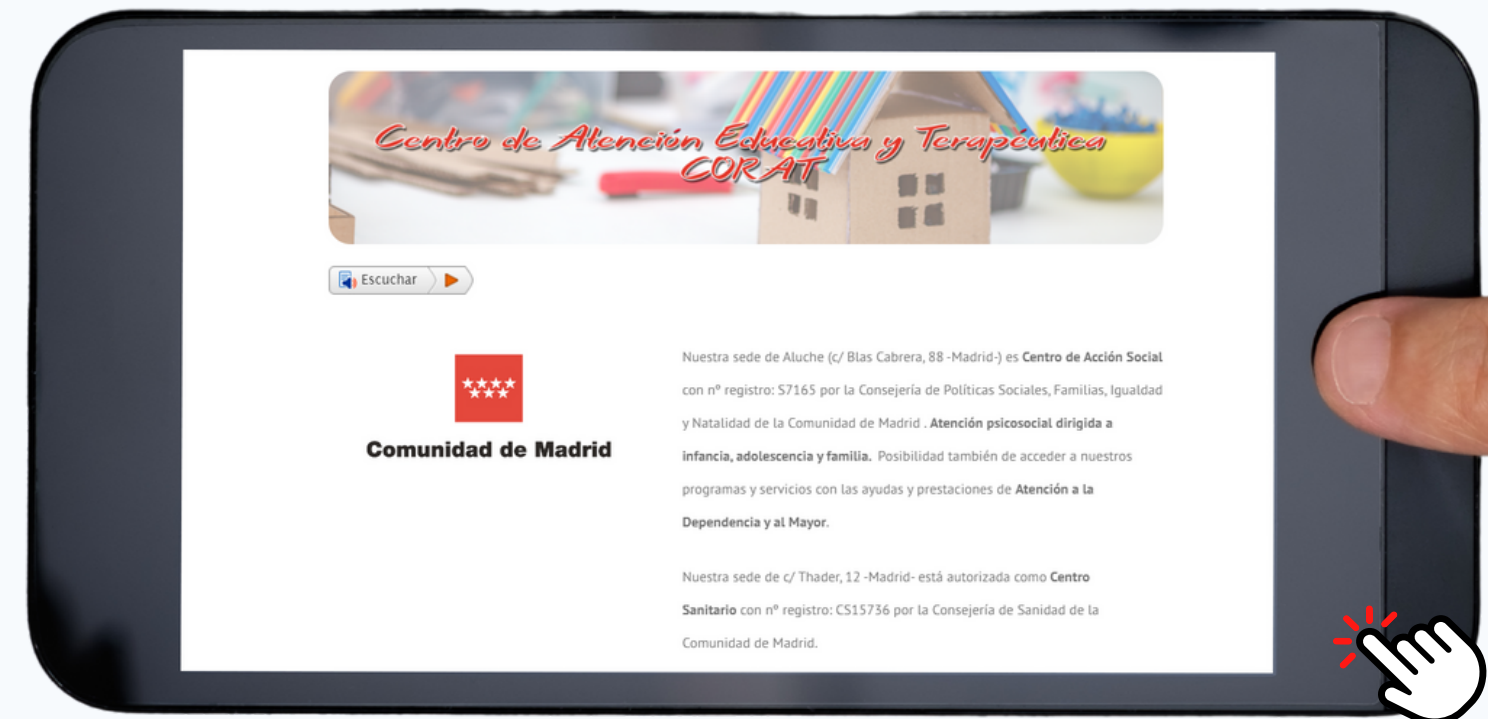 Centro de Atención Educativa y Terapéutica
CORAT
Escuchar
Comunidad de Madrid
Nuestra sede de Aluche (c/ Blas Cabrera, 88 -Madrid-) es Centro de Acción Social
con nº registro: S7165 por la Consejería de Políticas Sociales, Familias, Igualdad
y Natalidad de la Comunidad de Madrid . Atención psicosocial dirigida a
infancia, adolescencia y familia. Posibilidad también de acceder a nuestros
programas y servicios con las ayudas y prestaciones de Atención a la
Dependencia y al Mayor.
Nuestra sede de c/ Thader, 12 -Madrid- está autorizada como Centro
Sanitario con nº registro: CS15736 por la Consejería de Sanidad de la
Comunidad de Madrid.